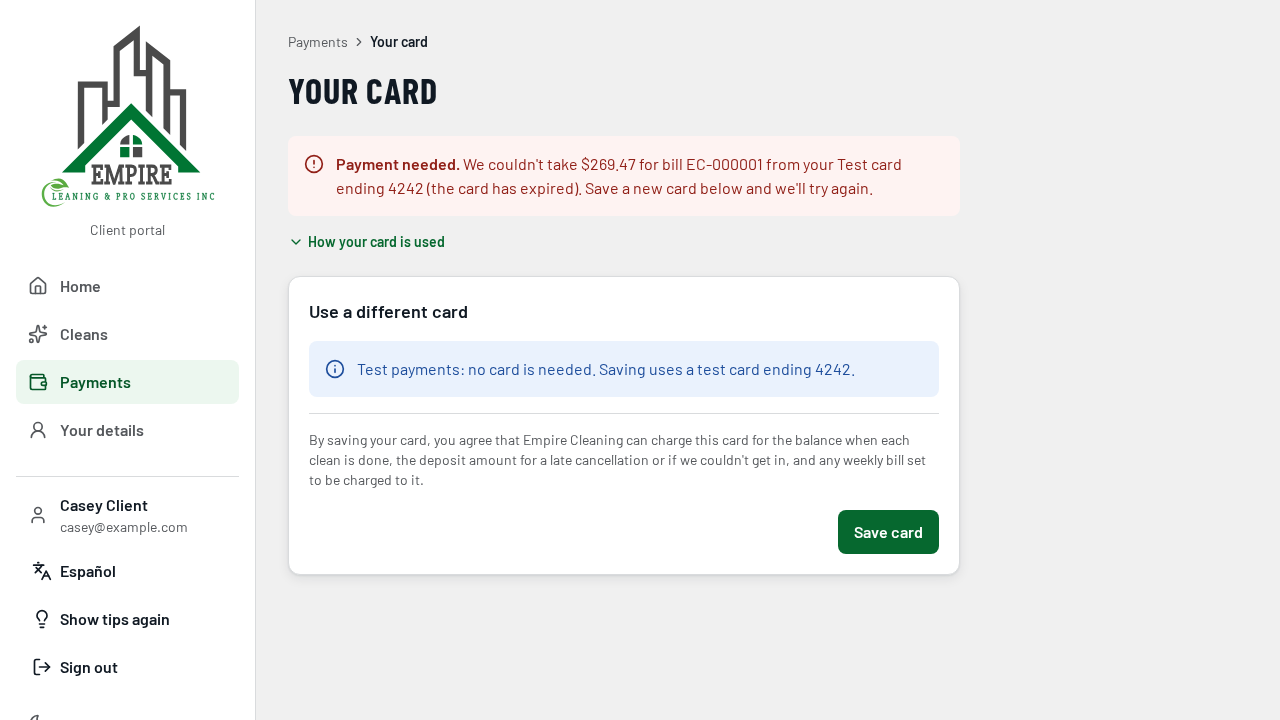 EMPIRE
LEANING & PRO SERVICES INC
Client portal
Home
Cleans
Payments
Your details
Casey Client
casey@example.com
Español
Show tips again
Sign out
Payments > Your card
YOUR CARD
Payment needed. We couldn't take $269.47 for bill EC-000001 from your Test card
ending 4242 (the card has expired). Save a new card below and we'll try again.
How your card is used
Use a different card
Test payments: no card is needed. Saving uses a test card ending 4242.
By saving your card, you agree that Empire Cleaning can charge this card for the balance when each
clean is done, the deposit amount for a late cancellation or if we couldn't get in, and any weekly bill set
to be charged to it.
Save card